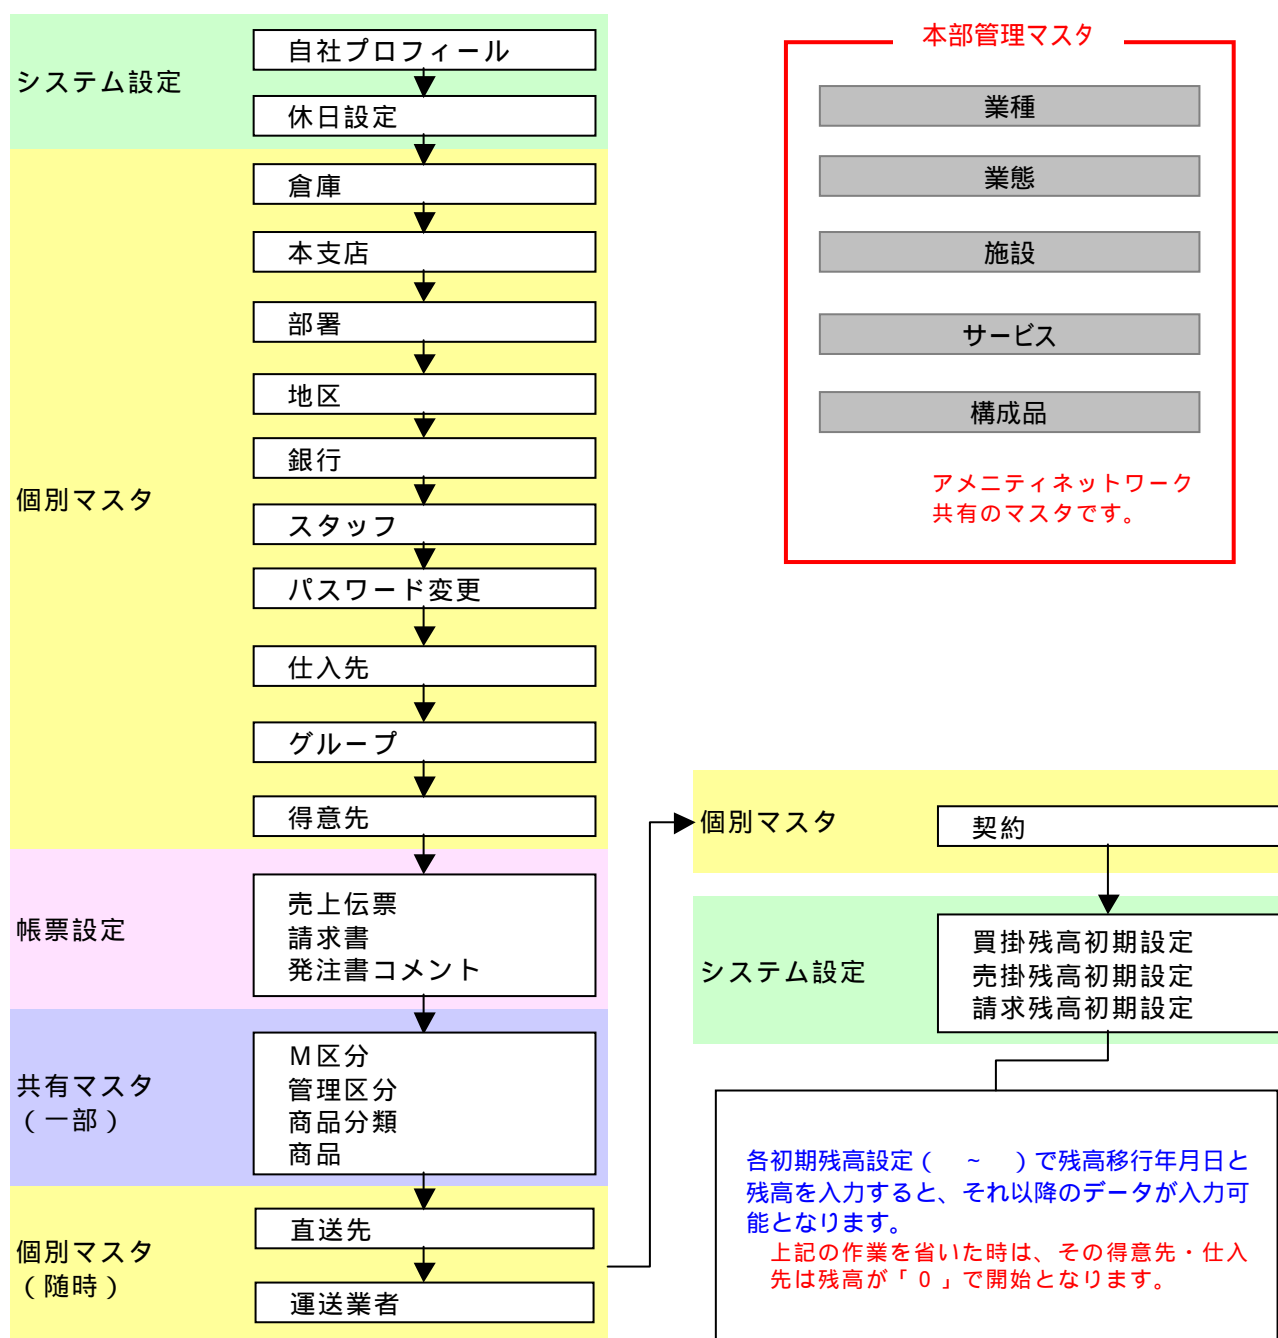 システム設定
自社プロフィール
休日設定
個別マスタ
倉庫
本支店
部署
地区
銀行
スタッフ
パスワード変更
仕入先
グループ
得意先
帳票設定
売上伝票
請求書
発注書コメント
共有マスタ
（一部）
Ｍ区分
管理区分
商品分類
商品
個別マスタ
（随時）
直送先
運送業者
本部管理マスタ
業種
業態
施設
サービス
構成品
アメニティネットワーク
共有のマスタです。
個別マスタ
契約
システム設定
買掛残高初期設定
売掛残高初期設定
請求残高初期設定
各初期残高設定（　～　）で残高移行年月日と
残高を入力すると、それ以降のデータが入力可
能となります。
上記の作業を省いた時は、その得意先・仕入
先は残高が「０」で開始となります。